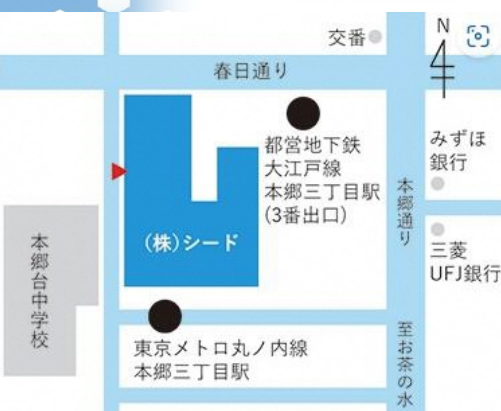 交番
N
春日通り
都営地下鉄
大江戸線
本郷三丁目駅
(3番出口)
みずほ
銀行
本郷通り
(株)シード
三菱
UFJ銀行
本郷台中学校
東京メトロ丸ノ内線
本郷三丁目駅
至お茶の水